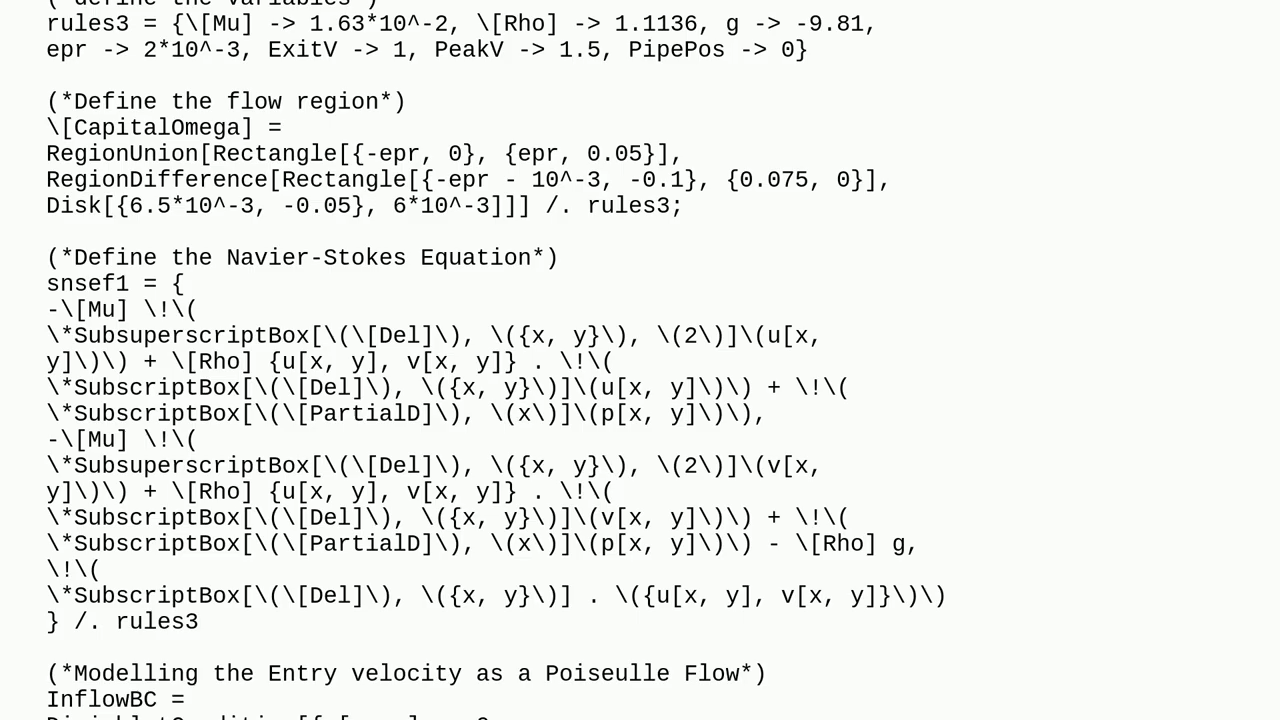 (*define the variables*)
rules3 = {\[Mu] -> 1.63*10^-2, \[Rho] -> 1.1136, g -> -9.81,
epr -> 2*10^-3, ExitV -> 1, PeakV -> 1.5, PipePos -> 0}
(*Define the flow region*)
\[CapitalOmega] =
RegionUnion[Rectangle[{-epr, 0}, {epr, 0.05}],
RegionDifference[Rectangle[{-epr - 10^-3, -0.1}, {0.075, 0}],
Disk[{6.5*10^-3, -0.05}, 6*10^-3]]] /. rules3;
(*Define the Navier-Stokes Equation*)
snsef1 = {
-\[Mu] \!\(
\*SubsuperscriptBox[\(\[Del]\), \({x, y}\), \(2\)]\(u[x,
y]\)\) + \[Rho] {u[x, y], v[x, y]} . \!\(
\*SubscriptBox[\(\[Del]\), \({x, y}\)]\(u[x, y]\)\) + \!\(
\*SubscriptBox[\(\[PartialD]\), \(x\)]\(p[x, y]\)\),
-\[Mu] \!\(
\*SubsuperscriptBox[\(\[Del]\), \({x, y}\), \(2\)]\(v[x,
y]\)\) + \[Rho] {u[x, y], v[x, y]} . \!\(
\*SubscriptBox[\(\[Del]\), \({x, y}\)]\(v[x, y]\)\) + \!\(
\*SubscriptBox[\(\[PartialD]\), \(x\)]\(p[x, y]\)\) - \[Rho] g,
\!\(
\*SubscriptBox[\(\[Del]\), \({x, y}\)] . \({u[x, y], v[x, y]}\)\)
} /. rules3
(*Modelling the Entry velocity as a Poiseulle Flow*)
InflowBC =